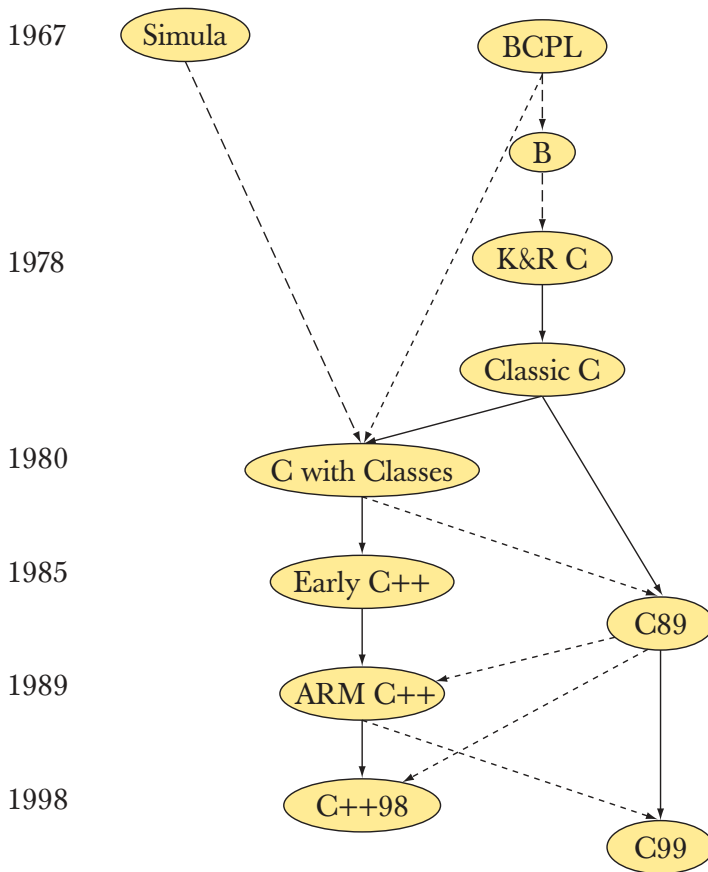 1967 Simula BCPL
B
1978 K&R C
Classic C
1980 C with Classes
1985 Early C++
C89
1989 ARM C++
1998 C++98
C99